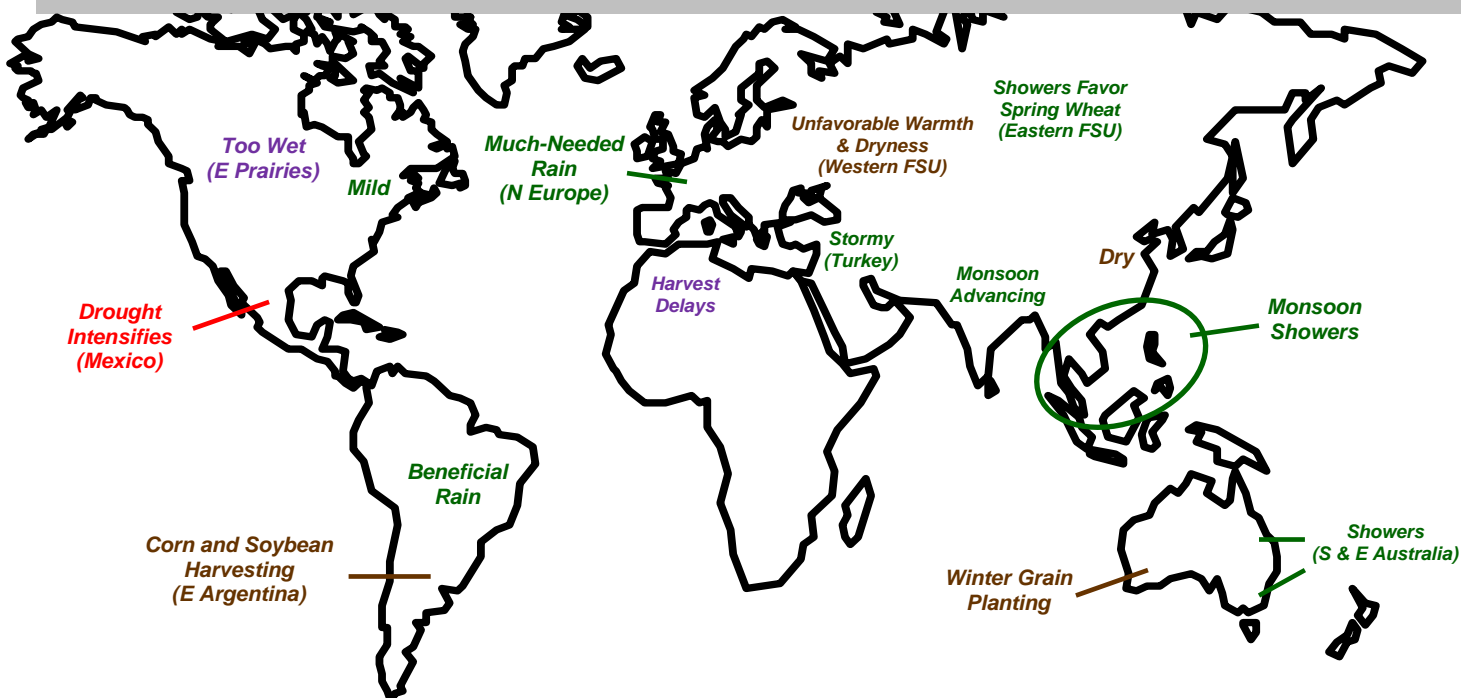 Showers Favor
Spring Wheat
(Eastern FSU)
Unfavorable Warmth
& Dryness
(Western FSU)
Too Wet
(E Prairies)
Mild
Much-Needed
Rain
(N Europe)
Stormy
(Turkey)
Dry
Harvest
Delays
Monsoon
Advancing
Monsoon
Showers
Drought
Intensifies
(Mexico)
Beneficial
Rain
Corn and Soybean
Harvesting
(E Argentina)
Winter Grain
Planting
Showers
(S & E Australia)